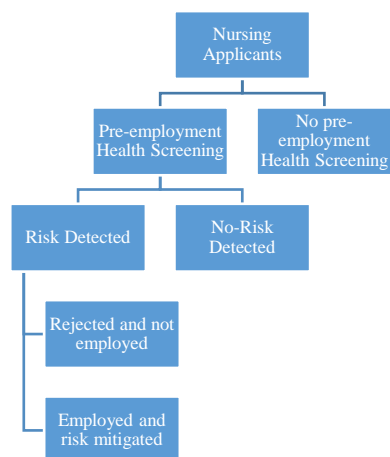 Nursing
Applicants
Pre-employment
Health Screening
No pre-
employment
Health Screening
Risk Detected
No-Risk
Detected
Rejected and not
employed
Employed and
risk mitigated